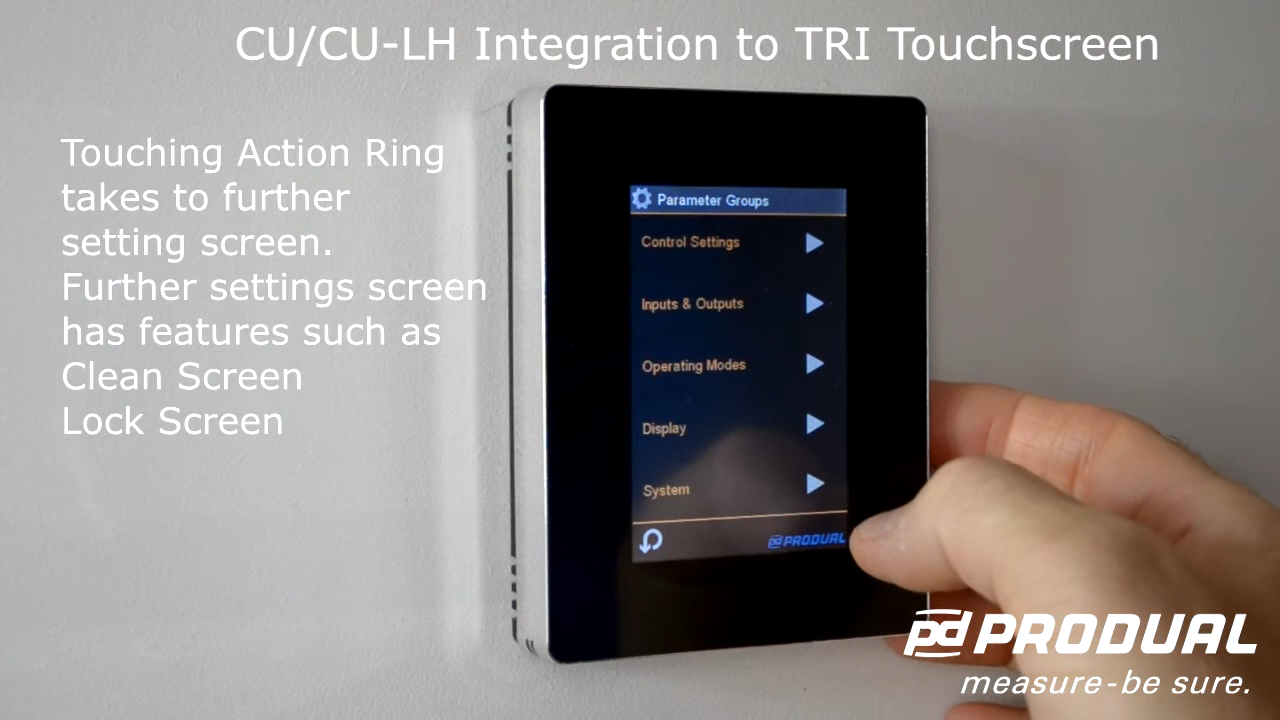 CU/CU-LH Integration to TRI Touchscreen
Touching Action Ring
takes to further
setting screen.
Further settings screen
has features such as
Clean Screen
Lock Screen
Parameter Groups
Control Settings
Inputs & Outputs
Operating Modes
Display
System
pd PRODUAL
pd PRODUAL
measure-be sure.